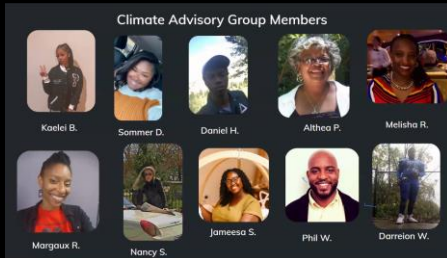 Climate Advisory Group Members
Kaelei B.
Sommer D.
Daniel H.
Althea P.
Melisha R.
Margaux R.
Nancy S.
Jameesa S.
Phil W.
Darreion W.